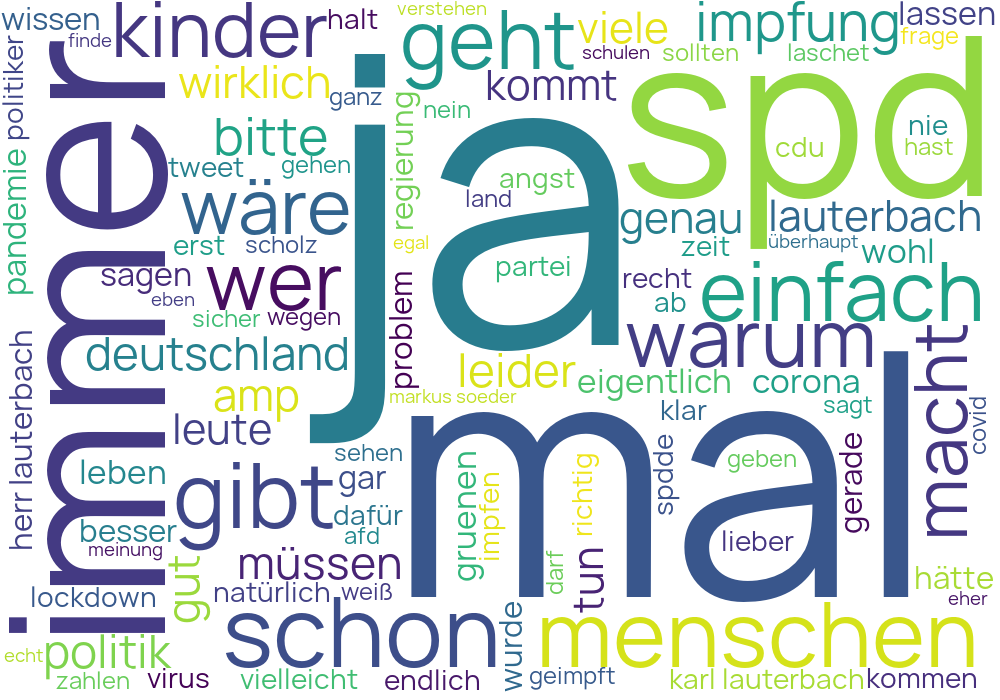 wissen
finde
kinder
halt
verstehen
geht
viele
schulen
impfung
sollten
laschet
lassen
frage
politiker
immer
wirklich
ganz
ja
regierung
nein
kommt
spd
cdu
nie
hast
pandemie
bitte
tweet
gehen
wäre
angst
land
genau
lauterbach
erst
scholz
egal
zeit
überhaupt
wohl
sagen
eben
wer
partei
recht
ab
einfach
sicher
wegen
problem
warum
deutschland
leider
eigentlich
corona
macht
amp
markus soeder
klar
sagt
covid
herr lauterbach
leute
sehen
mal
leben
gibt
gar
gruenen
impfen
richtig
spdde
geben
gerade
besser
dafür
afd
lieber
meinung
müssen
darf
tun
hätte
lockdown
gut
natürlich
weiß
eher
schon
wurde
menschen
echt
politik
zahlen
virus
vielleicht
endlich
geimpft
karl lauterbach
kommen